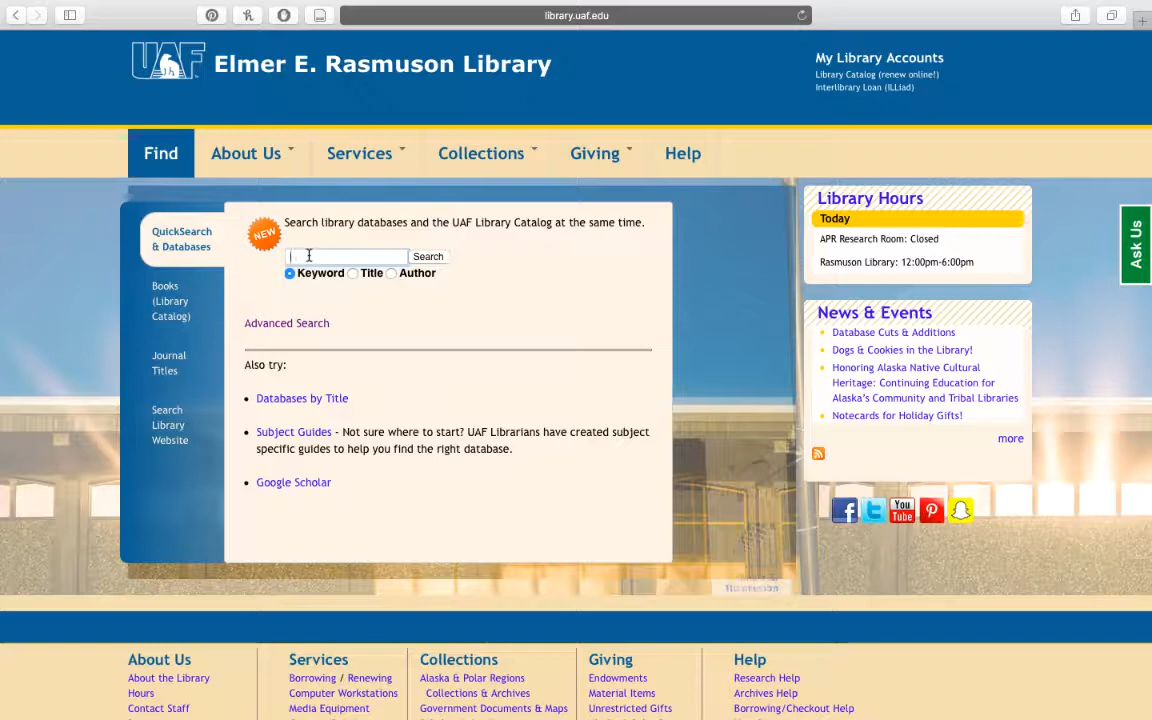 library.uaf.edu
UAF Elmer E. Rasmuson Library
My Library Accounts
Library Catalog (renew online!)
Interlibrary Loan (ILLiad)
Find About Us Services Collections Giving Help
QuickSearch
& Databases
Books
(Library
Catalog)
Journal
Titles
Search
Library
Website
NEW
Search library databases and the UAF Library Catalog at the same time.
Search
Keyword Title Author
Advanced Search
Also try:
Databases by Title
Subject Guides - Not sure where to start? UAF Librarians have created subject
specific guides to help you find the right database.
Google Scholar
Library Hours
Today
APR Research Room: Closed
Rasmuson Library: 12:00pm-6:00pm
Ask Us
News & Events
Database Cuts & Additions
Dogs & Cookies in the Library!
Honoring Alaska Native Cultural
Heritage: Continuing Education for
Alaska's Community and Tribal Libraries
Notecards for Holiday Gifts!
more
You
Tube
About Us
About the Library
Hours
Contact Staff
Services
Borrowing / Renewing
Computer Workstations
Media Equipment
Collections
Alaska & Polar Regions
Collections & Archives
Government Documents & Maps
Giving
Endowments
Material Items
Unrestricted Gifts
Help
Research Help
Archives Help
Borrowing/Checkout Help